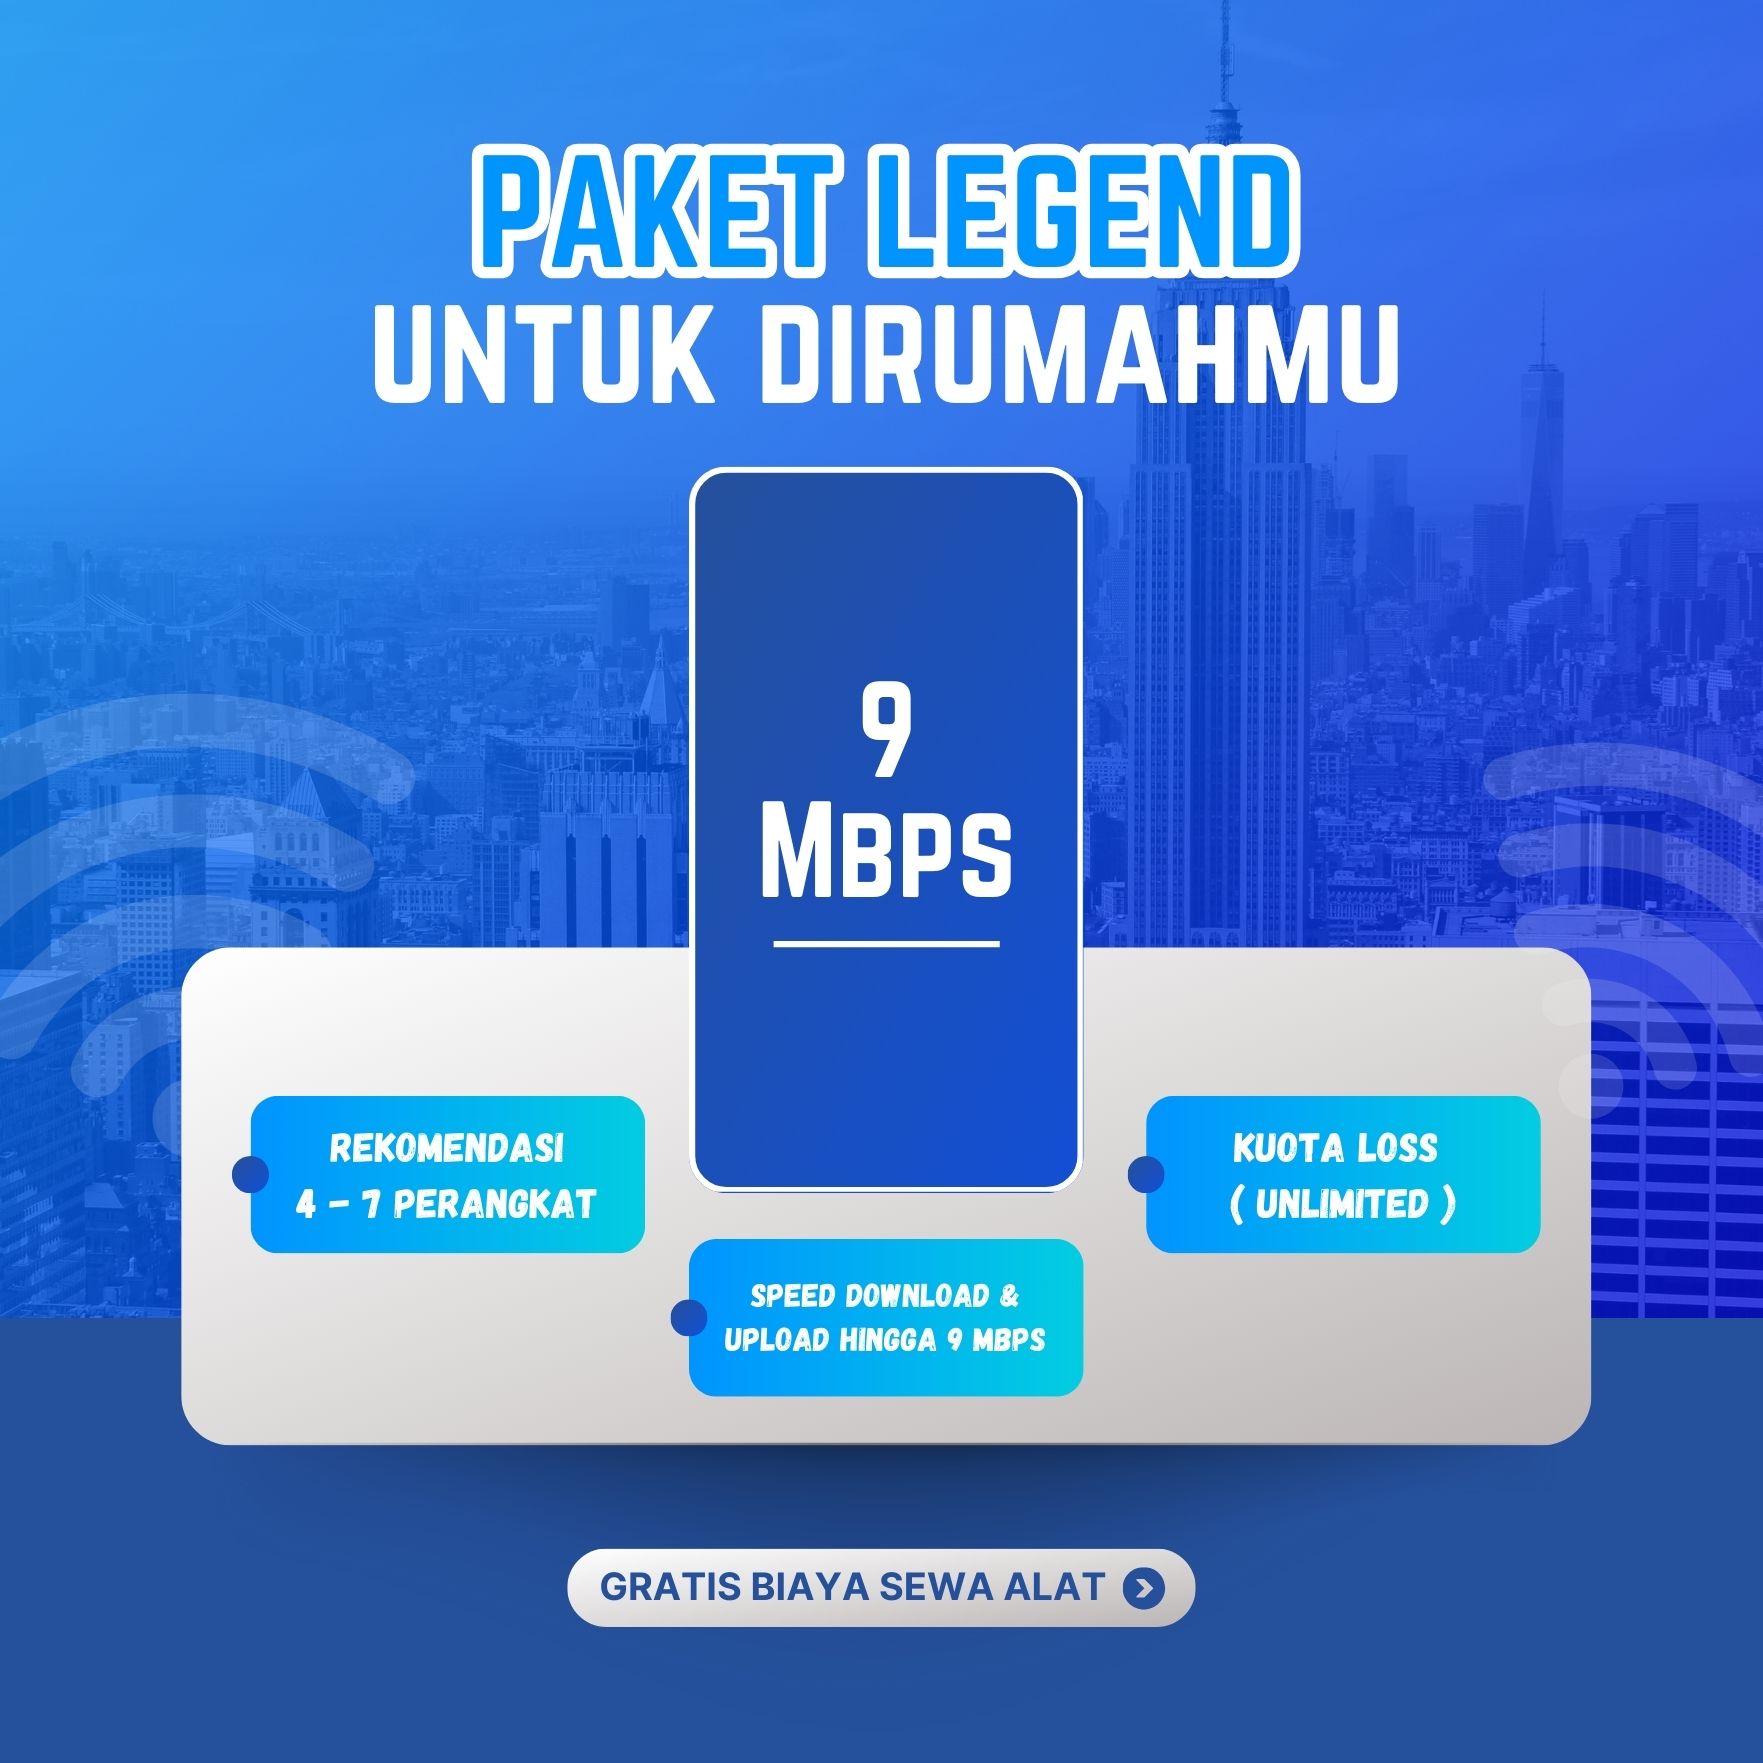 PAKET LEGEND
UNTUK DIRUMAHMU
9
MBPS
REKOMENDASI
4 - 7 PERANGKAT
KUOTA LOSS
( UNLIMITED )
SPEED DOWNLOAD &
UPLOAD HINGGA 9 MBPS
GRATIS BIAYA SEWA ALAT